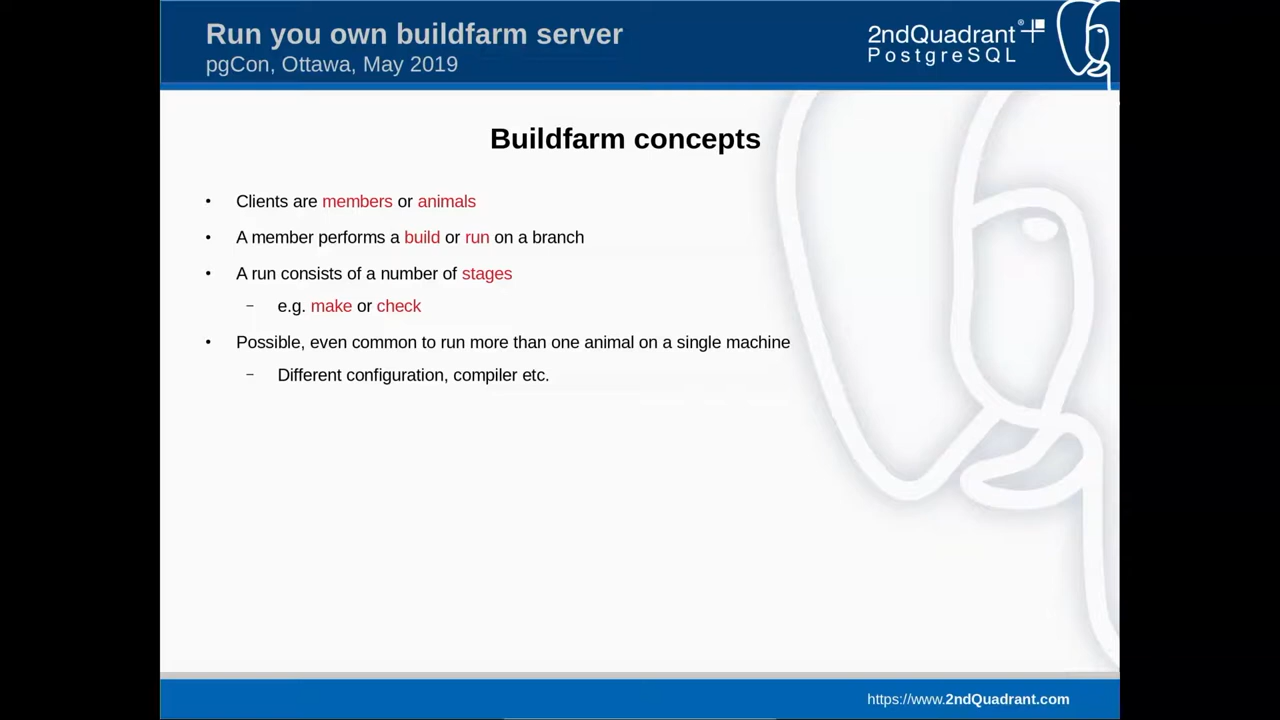 Run you own buildfarm server
pgCon, Ottawa, May 2019
2ndQuadrant®
PostgreSQL
Buildfarm concepts
• Clients are members or animals
• A member performs a build or run on a branch
• A run consists of a number of stages
– e.g. make or check
• Possible, even common to run more than one animal on a single machine
– Different configuration, compiler etc.
https://www.2ndQuadrant.com